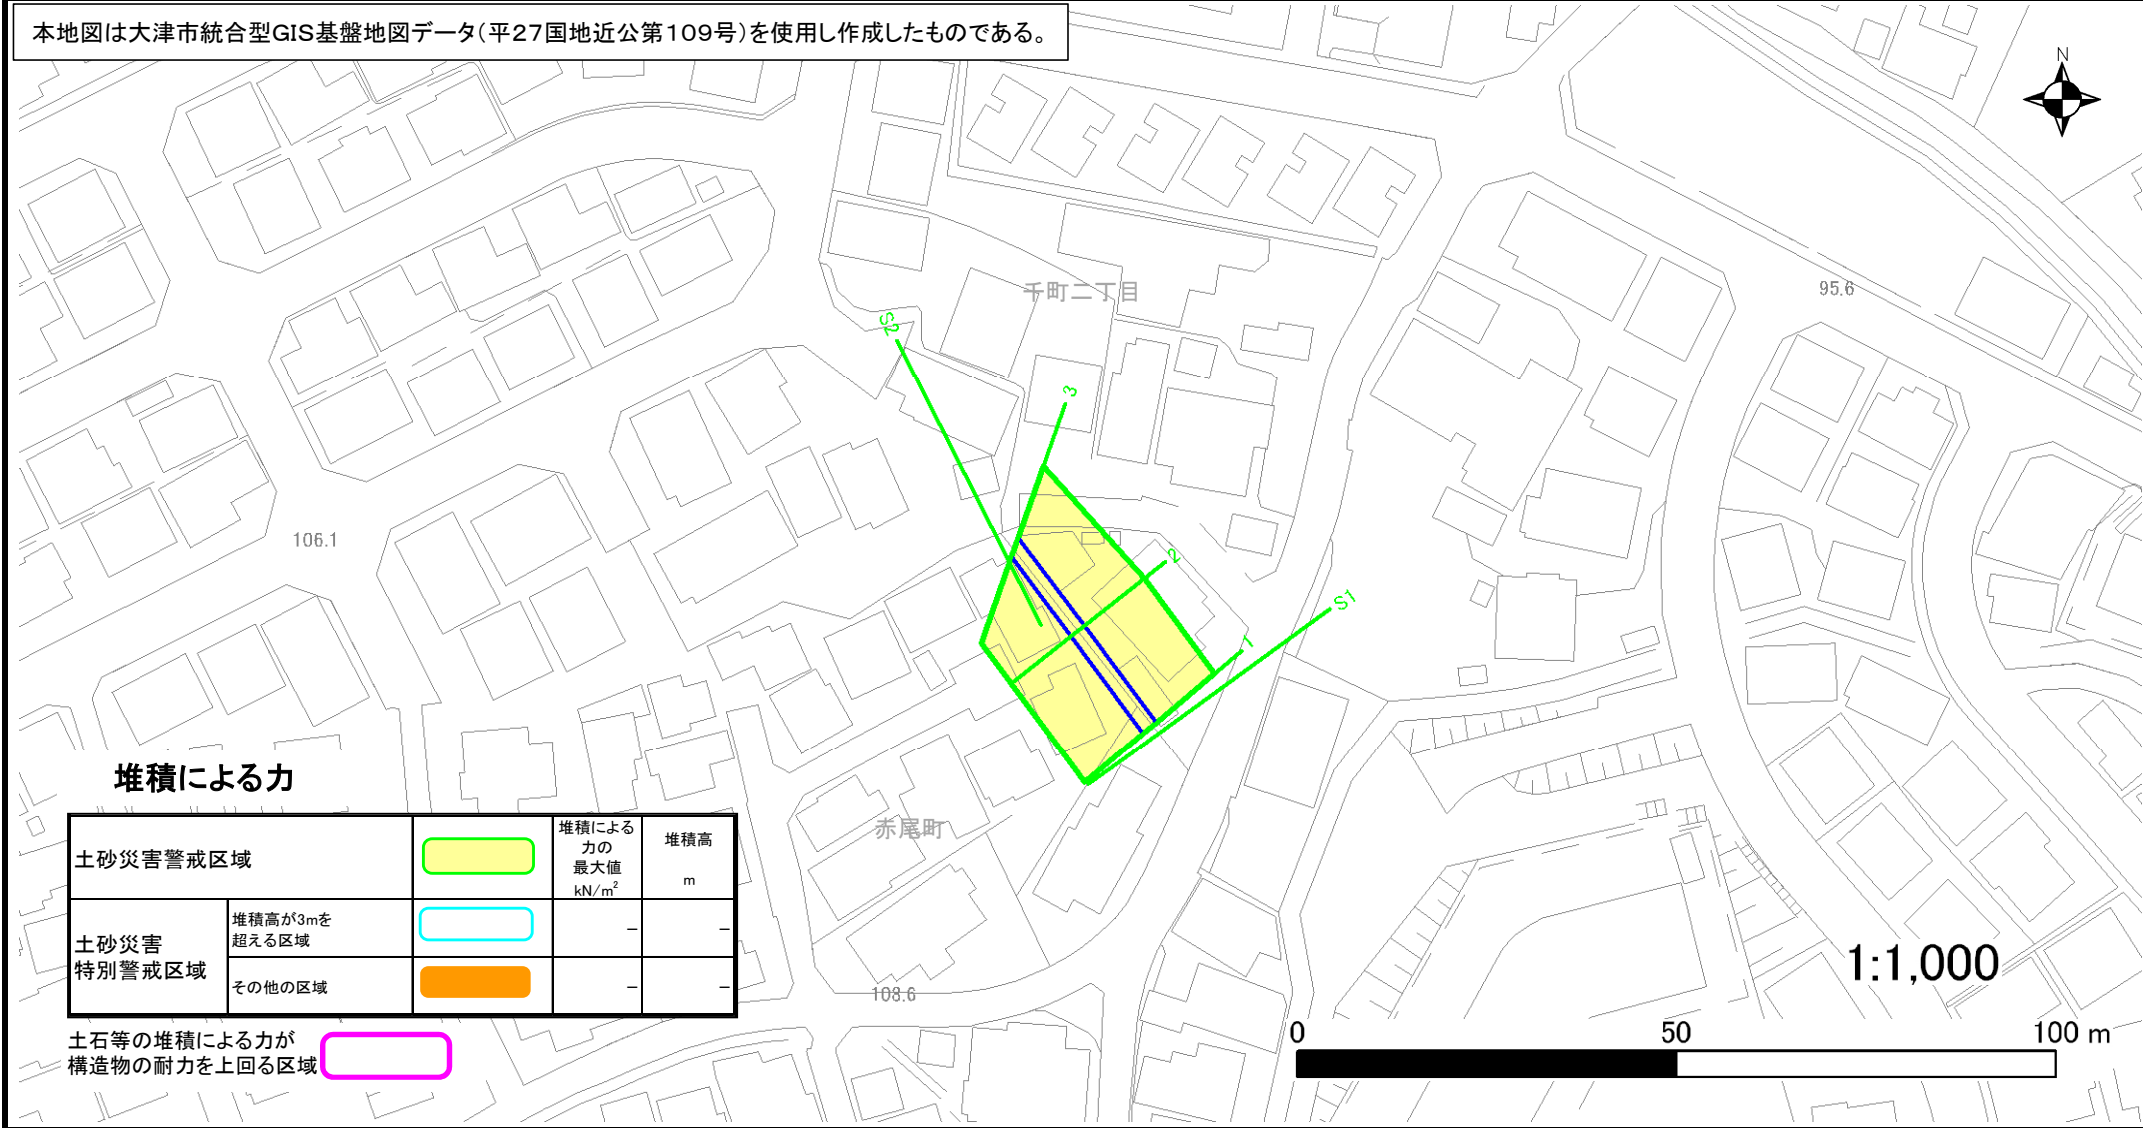 本地図は大津市統合型GIS基盤地図データ(平27国地近公第109号)を使用し作成したものである。
N
千町二丁目
95.6
S2
3
106.1
2
S1
1
堆積による力
赤尾町
土砂災害警戒区域
堆積による
力の
最大値
kN/m²
堆積高
m
土砂災害
特別警戒区域
堆積高が3mを
超える区域
–
–
その他の区域
–
–
108.6
1:1,000
土石等の堆積による力が
構造物の耐力を上回る区域
0 50 100 m